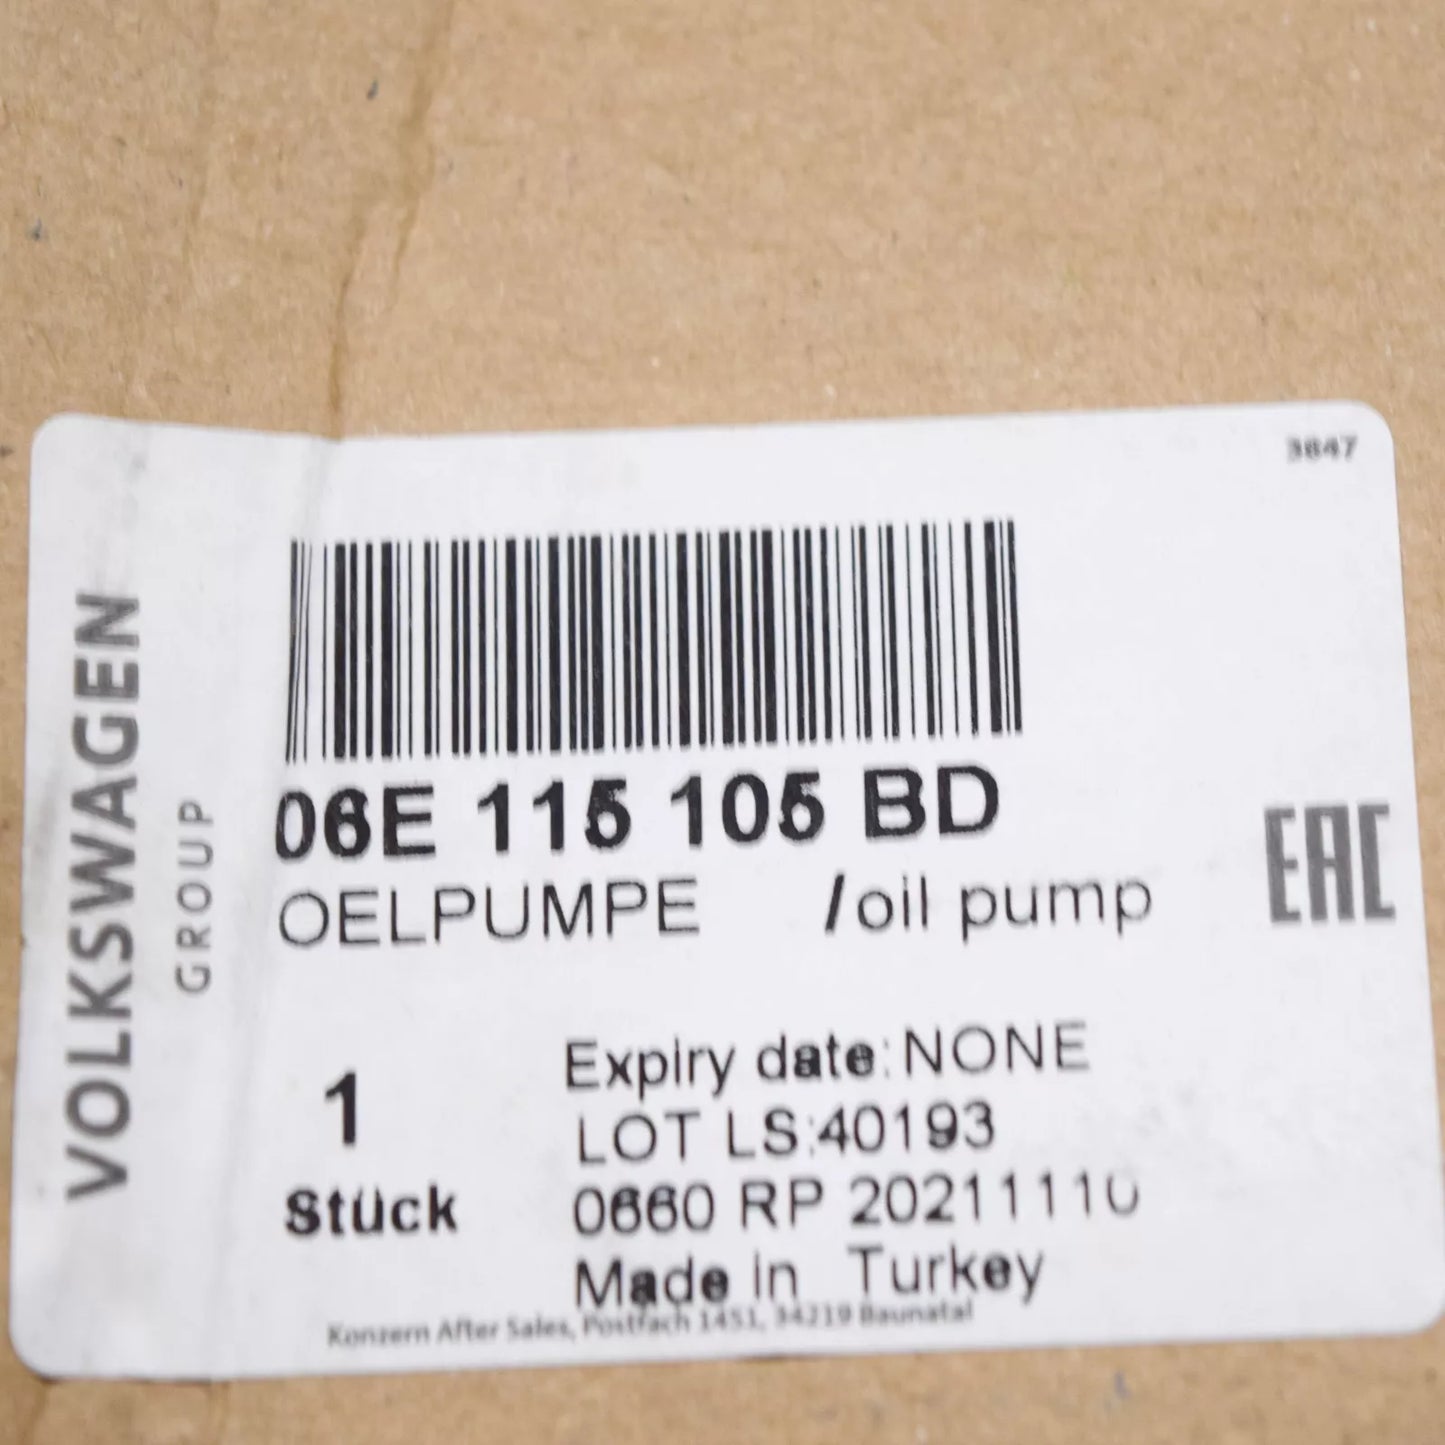 3647
VOLKSWAGEN
GROUP
06E 115 105 BD
OELPUMPE /oil pump
EAC
1
Stück
Expiry date:NONE
LOT LS:40193
0660 RP 20211110
Made in Turkey
Konzern After Sales, Postfach 1451, 34219 Baunatal